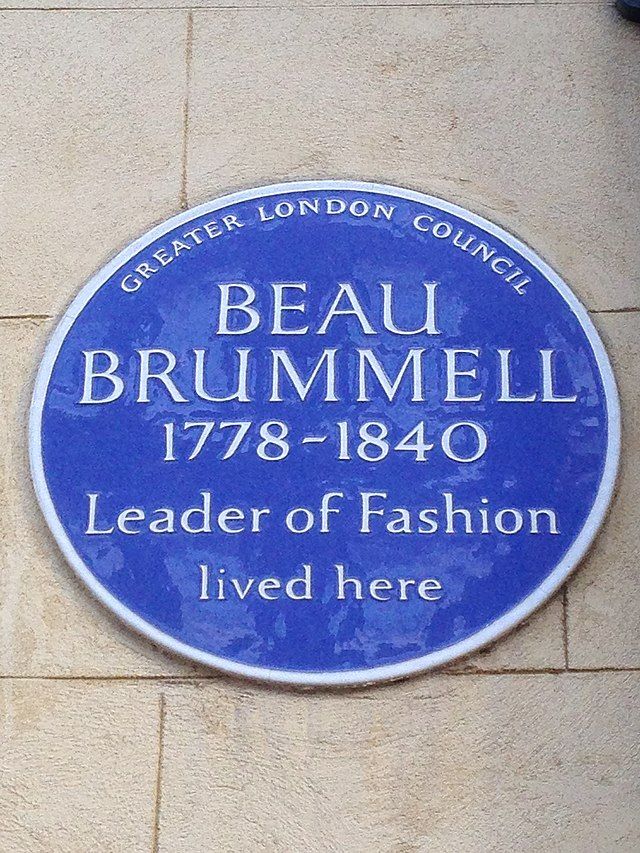 GREATER LONDON COUNCIL
BEAU
BRUMMELL
1778-1840
Leader of Fashion
lived here